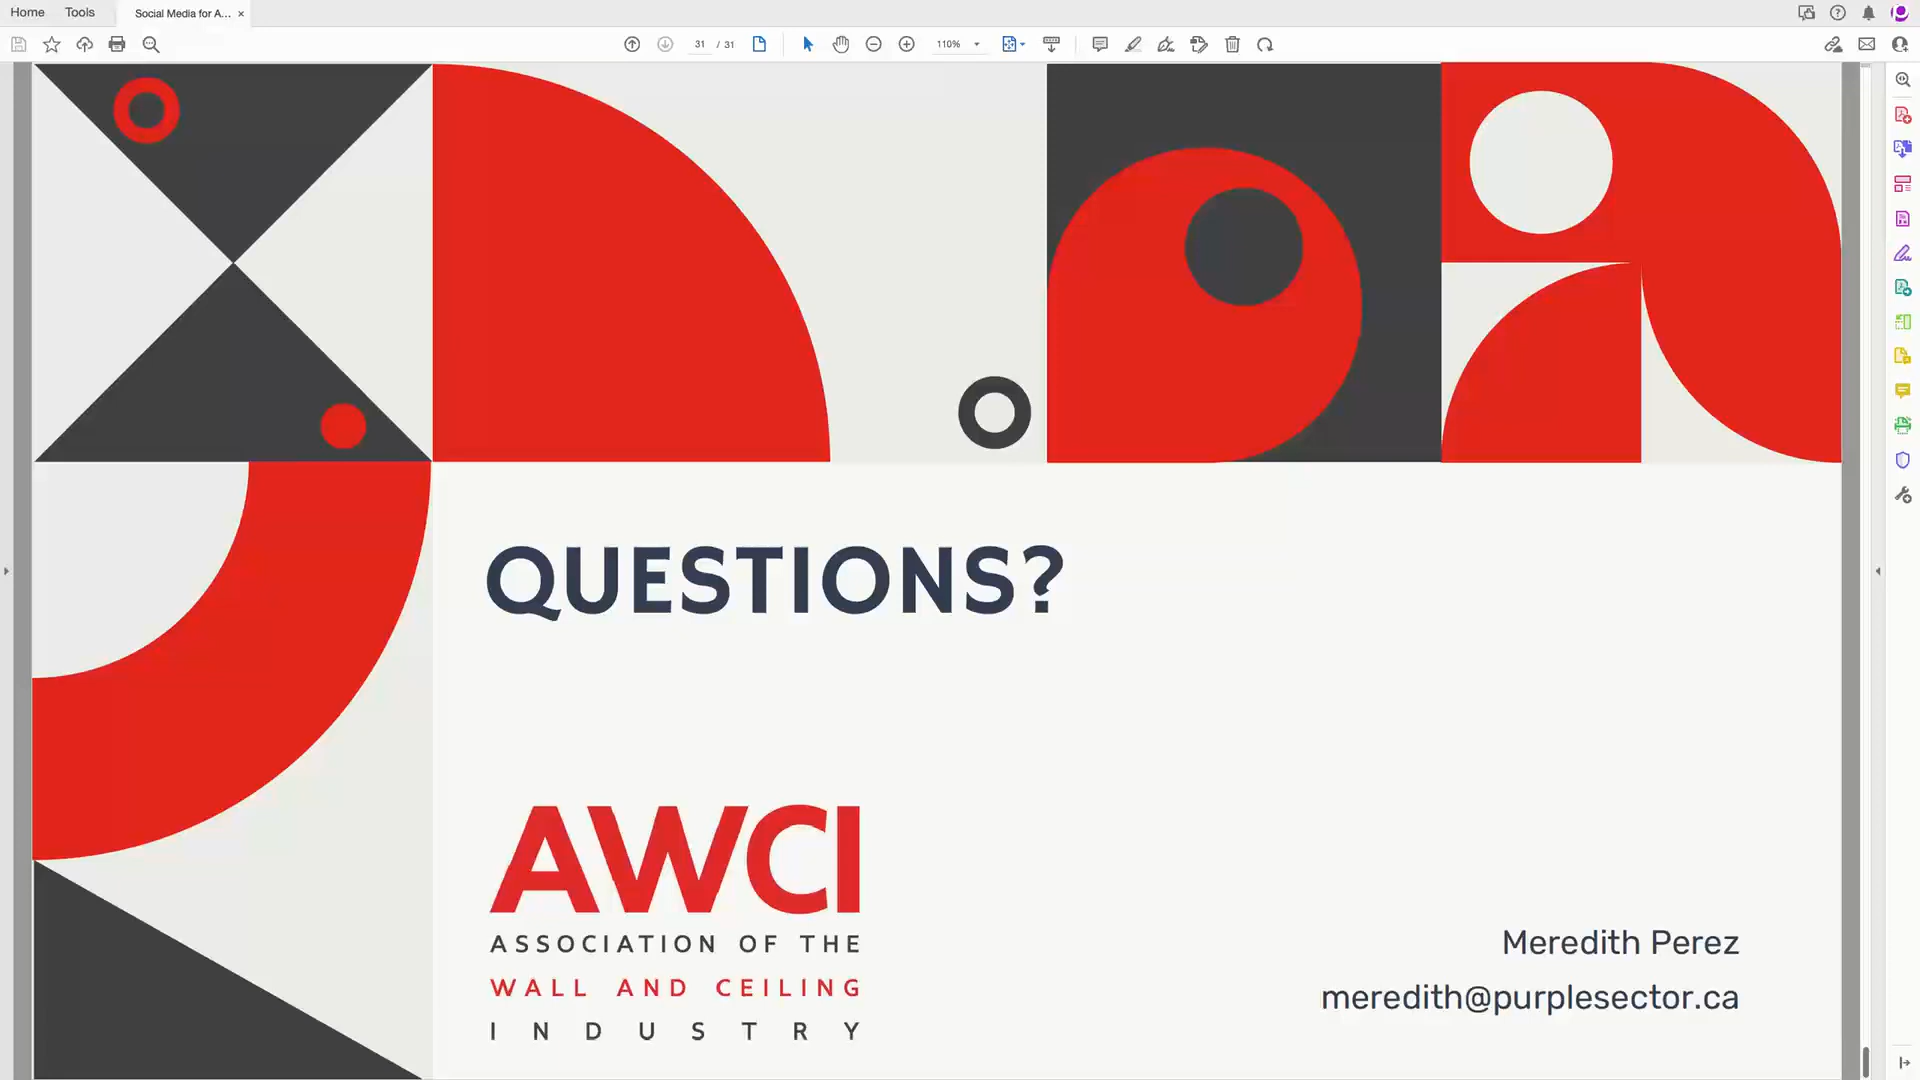 Home Tools Social Media for A... ×
31 / 31 110%
QUESTIONS?
AWCI
ASSOCIATION OF THE
WALL AND CEILING
INDUSTRY
Meredith Perez
meredith@purplesector.ca